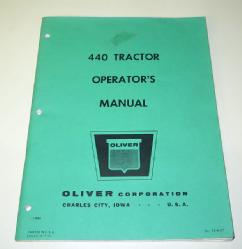 440 TRACTOR
OPERATOR'S
MANUAL
OLIVER
OLIVER CORPORATION
CHARLES CITY, IOWA - - - U.S.A.